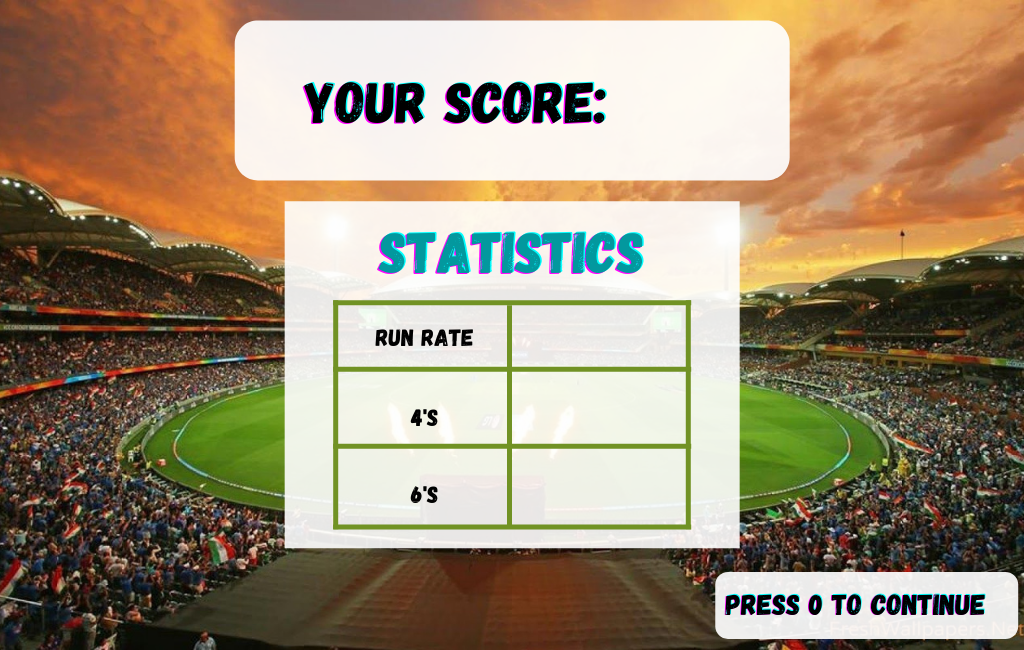 YOUR SCORE:
STATISTICS
RUN RATE
4'S
6'S
PRESS 0 TO CONTINUE